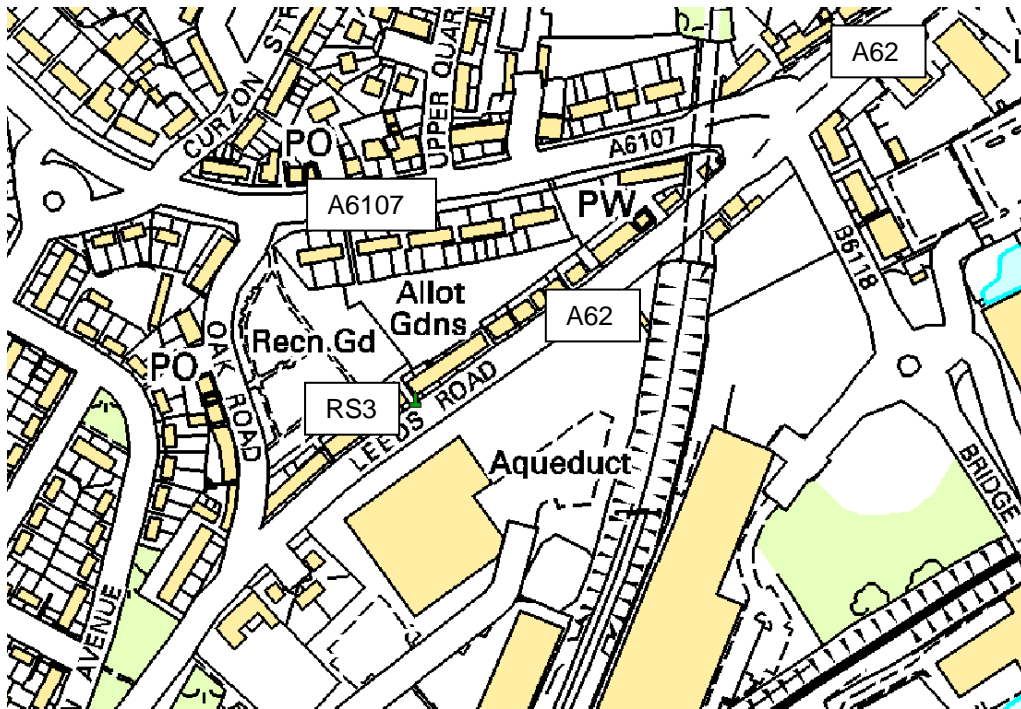 A62
L
CURZON STR
UPPER QUAR
PO
A6107
A6107
PW
B6118
Allot
Gdns
A62
Recn.Gd
OAK ROAD
PO
RS3
LEEDS ROAD
Aqueduct
BRIDGE
AVENUE